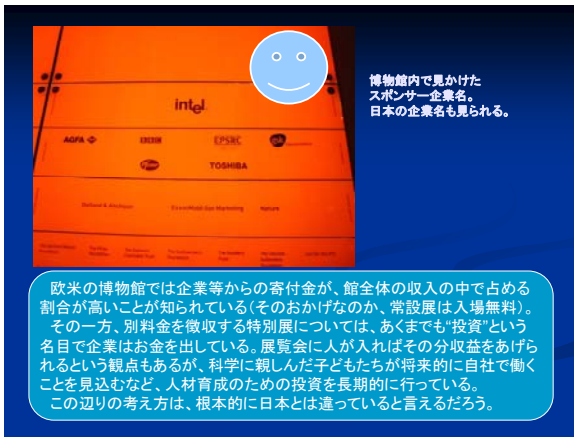 博物館内で見かけた
スポンサー企業名。
日本の企業名も見られる。
intel
AGFA
EPSRC
gsk
Pfizer
TOSHIBA
ExxonMobil Gas Marketing
Nature
欧米の博物館では企業等からの寄付金が、館全体の収入の中で占める
割合が高いことが知られている(そのおかげなのか、常設展は入場無料)。
その一方、別料金を徴収する特別展については、あくまでも“投資”という
名目で企業はお金を出している。展覧会に人が入ればその分収益をあげら
れるという観点もあるが、科学に親しんだ子どもたちが将来的に自社で働く
ことを見込むなど、人材育成のための投資を長期的に行っている。
この辺りの考え方は、根本的に日本とは違っていると言えるだろう。